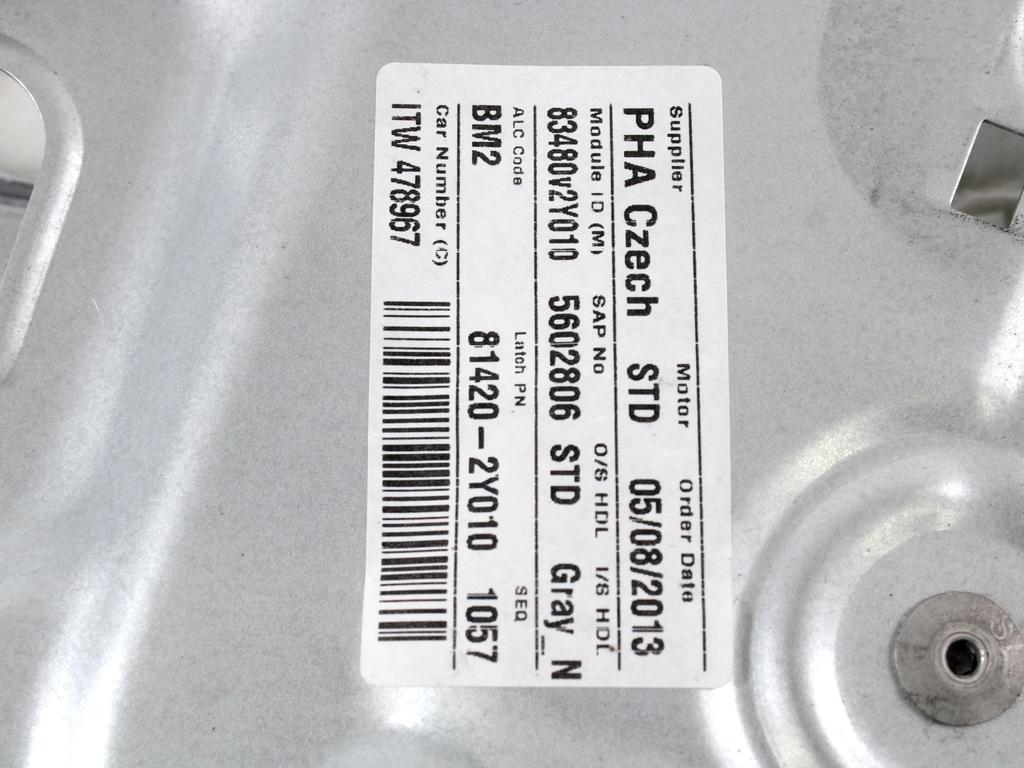 Supplier Motor Order Date
PHA Czech STD 05/08/2013
Module ID (M) SAP No O/S HDL I/S HDL
83480v2Y010 5602806 STD Gray_N
ALC Code Latch PN SEQ
BM2 81420-2Y010 1057
Car Number (C)
ITW 478967